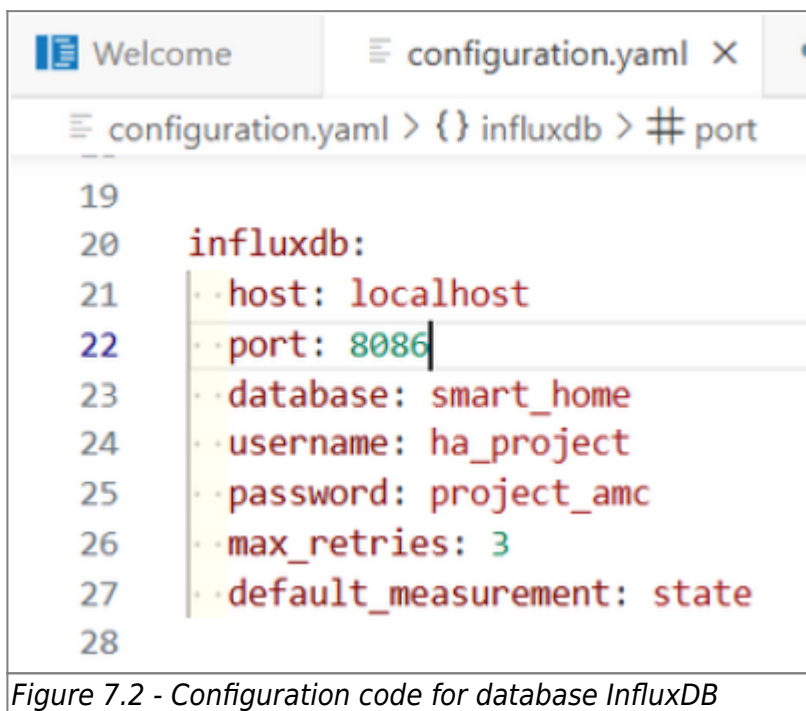 Welcome configuration.yaml ×
configuration.yaml > {} influxdb > # port
19
20 influxdb:
21 host: localhost
22 port: 8086
23 database: smart_home
24 username: ha_project
25 password: project_amc
26 max_retries: 3
27 default_measurement: state
28
Figure 7.2 - Configuration code for database InfluxDB